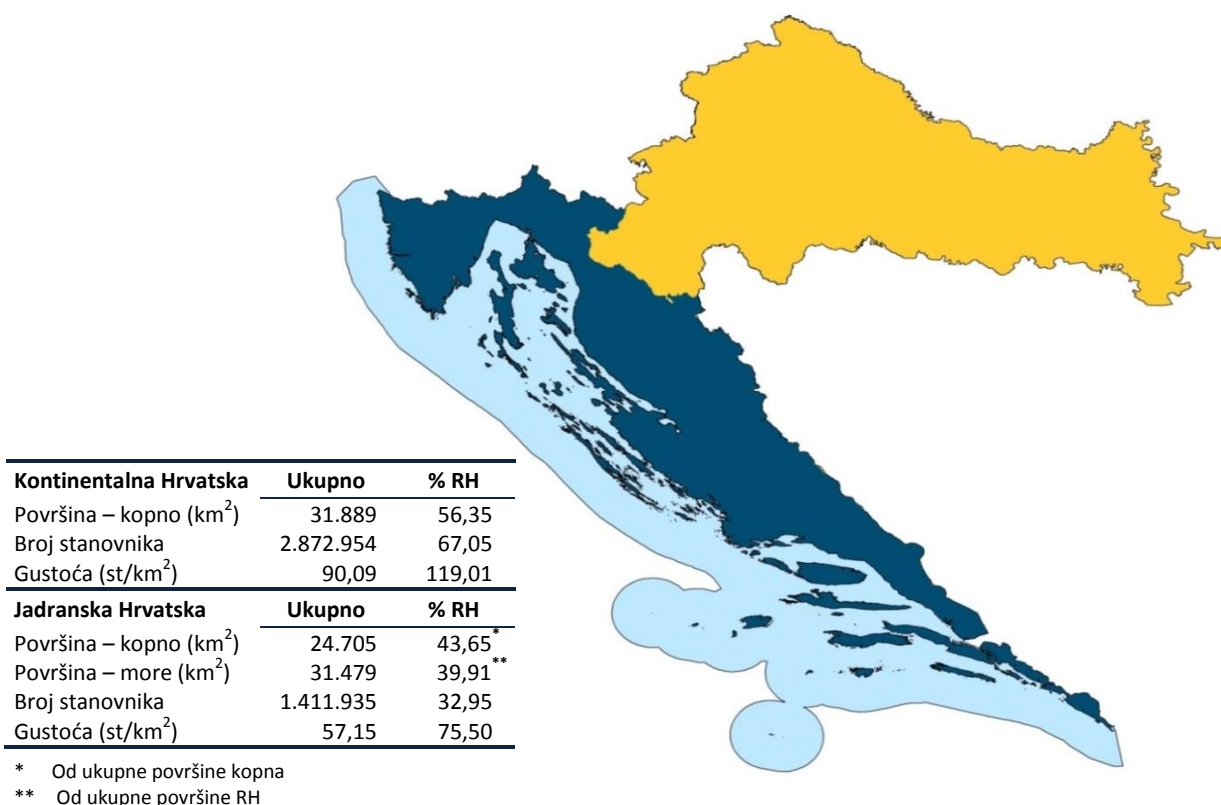 Kontinentalna Hrvatska Ukupno % RH
Površina – kopno (km²) 31.889 56,35
Broj stanovnika 2.872.954 67,05
Gustoća (st/km²) 90,09 119,01
Jadranska Hrvatska Ukupno % RH
Površina – kopno (km²) 24.705 43,65*
Površina – more (km²) 31.479 39,91**
Broj stanovnika 1.411.935 32,95
Gustoća (st/km²) 57,15 75,50
* Od ukupne površine kopna
** Od ukupne površine RH